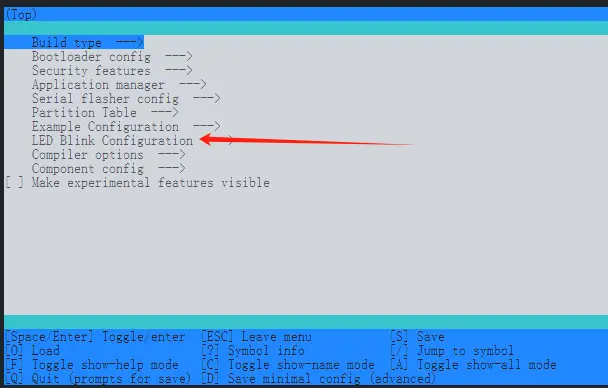 (Top)
Build type --->
Bootloader config --->
Security features --->
Application manager --->
Serial flasher config --->
Partition Table --->
Example Configuration --->
LED Blink Configuration --->
Compiler options --->
Component config --->
[ ] Make experimental features visible
[Space/Enter] Toggle/enter [ESC] Leave menu [S] Save
[O] Load [?] Symbol info [/] Jump to symbol
[F] Toggle show-help mode [C] Toggle show-name mode [A] Toggle show-all mode
[Q] Quit (prompts for save) [D] Save minimal config (advanced)